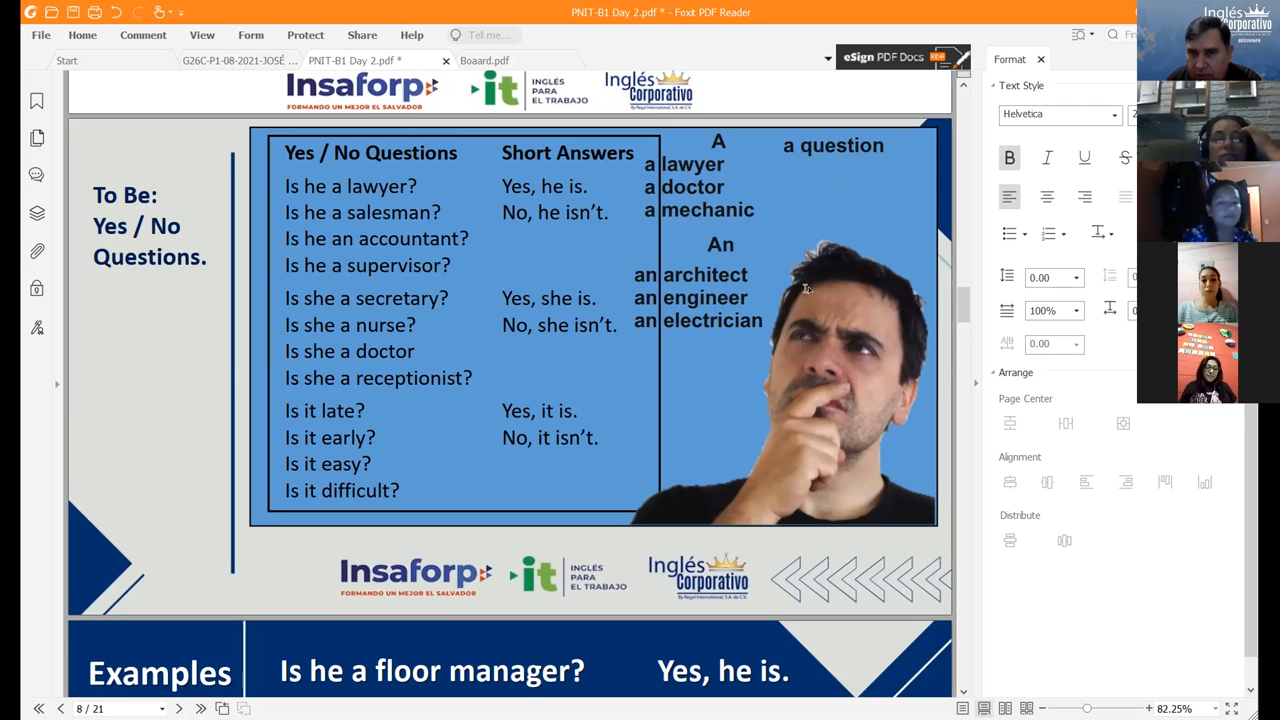 PNIT-B1 Day 2.pdf * - Foxit PDF Reader
File Home Comment View Form Protect Share Help Tell me...
Start G26C-P1-08-2021-JOSÉ ... PNIT-B1 Day 2.pdf * Boaard.pdf
eSign PDF Docs
Insaforp
FORMANDO UN MEJOR EL SALVADOR
it INGLÉS
PARA
EL TRABAJO
Inglés
Corporativo
By Regal International, S.A. de C.V.
To Be:
Yes / No
Questions.
Yes / No Questions Short Answers
Is he a lawyer? Yes, he is.
Is he a salesman? No, he isn’t.
Is he an accountant?
Is he a supervisor?
Is she a secretary? Yes, she is.
Is she a nurse? No, she isn’t.
Is she a doctor
Is she a receptionist?
Is it late? Yes, it is.
Is it early? No, it isn’t.
Is it easy?
Is it difficult?
A
a lawyer
a doctor
a mechanic
An
an architect
an engineer
an electrician
a question
Insaforp
FORMANDO UN MEJOR EL SALVADOR
it INGLÉS
PARA
EL TRABAJO
Inglés
Corporativo
By Regal International, S.A. de C.V.
Examples Is he a floor manager? Yes, he is.
8 / 21
82.25%
Format
Text Style
Helvetica
B I U S
0.00
100%
0.00
Arrange
Page Center
Alignment
Distribute
Inglés
Corporativo
BEGINNER